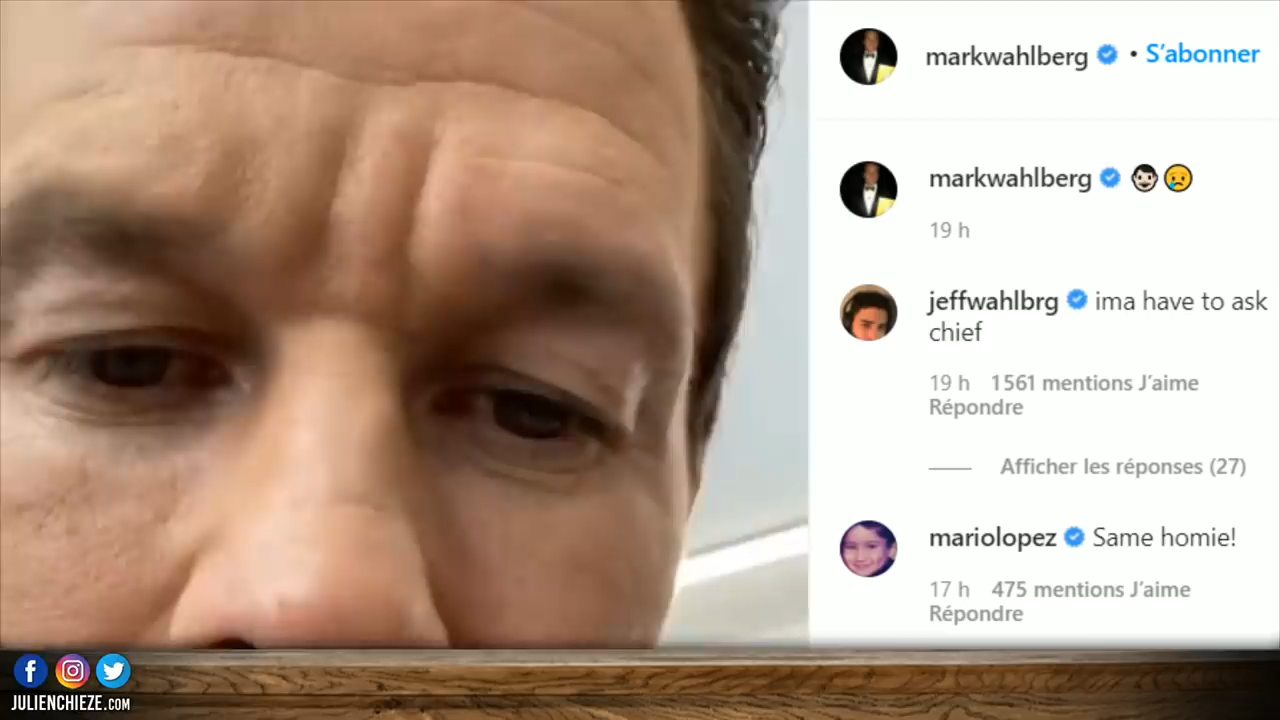 markwahlberg • S'abonner
markwahlberg
19 h
jeffwahlbrg ima have to ask
chief
19 h 1561 mentions J'aime
Répondre
Afficher les réponses (27)
mariolopez Same homie!
17 h 475 mentions J'aime
Répondre
JULIENCHIEZE.COM